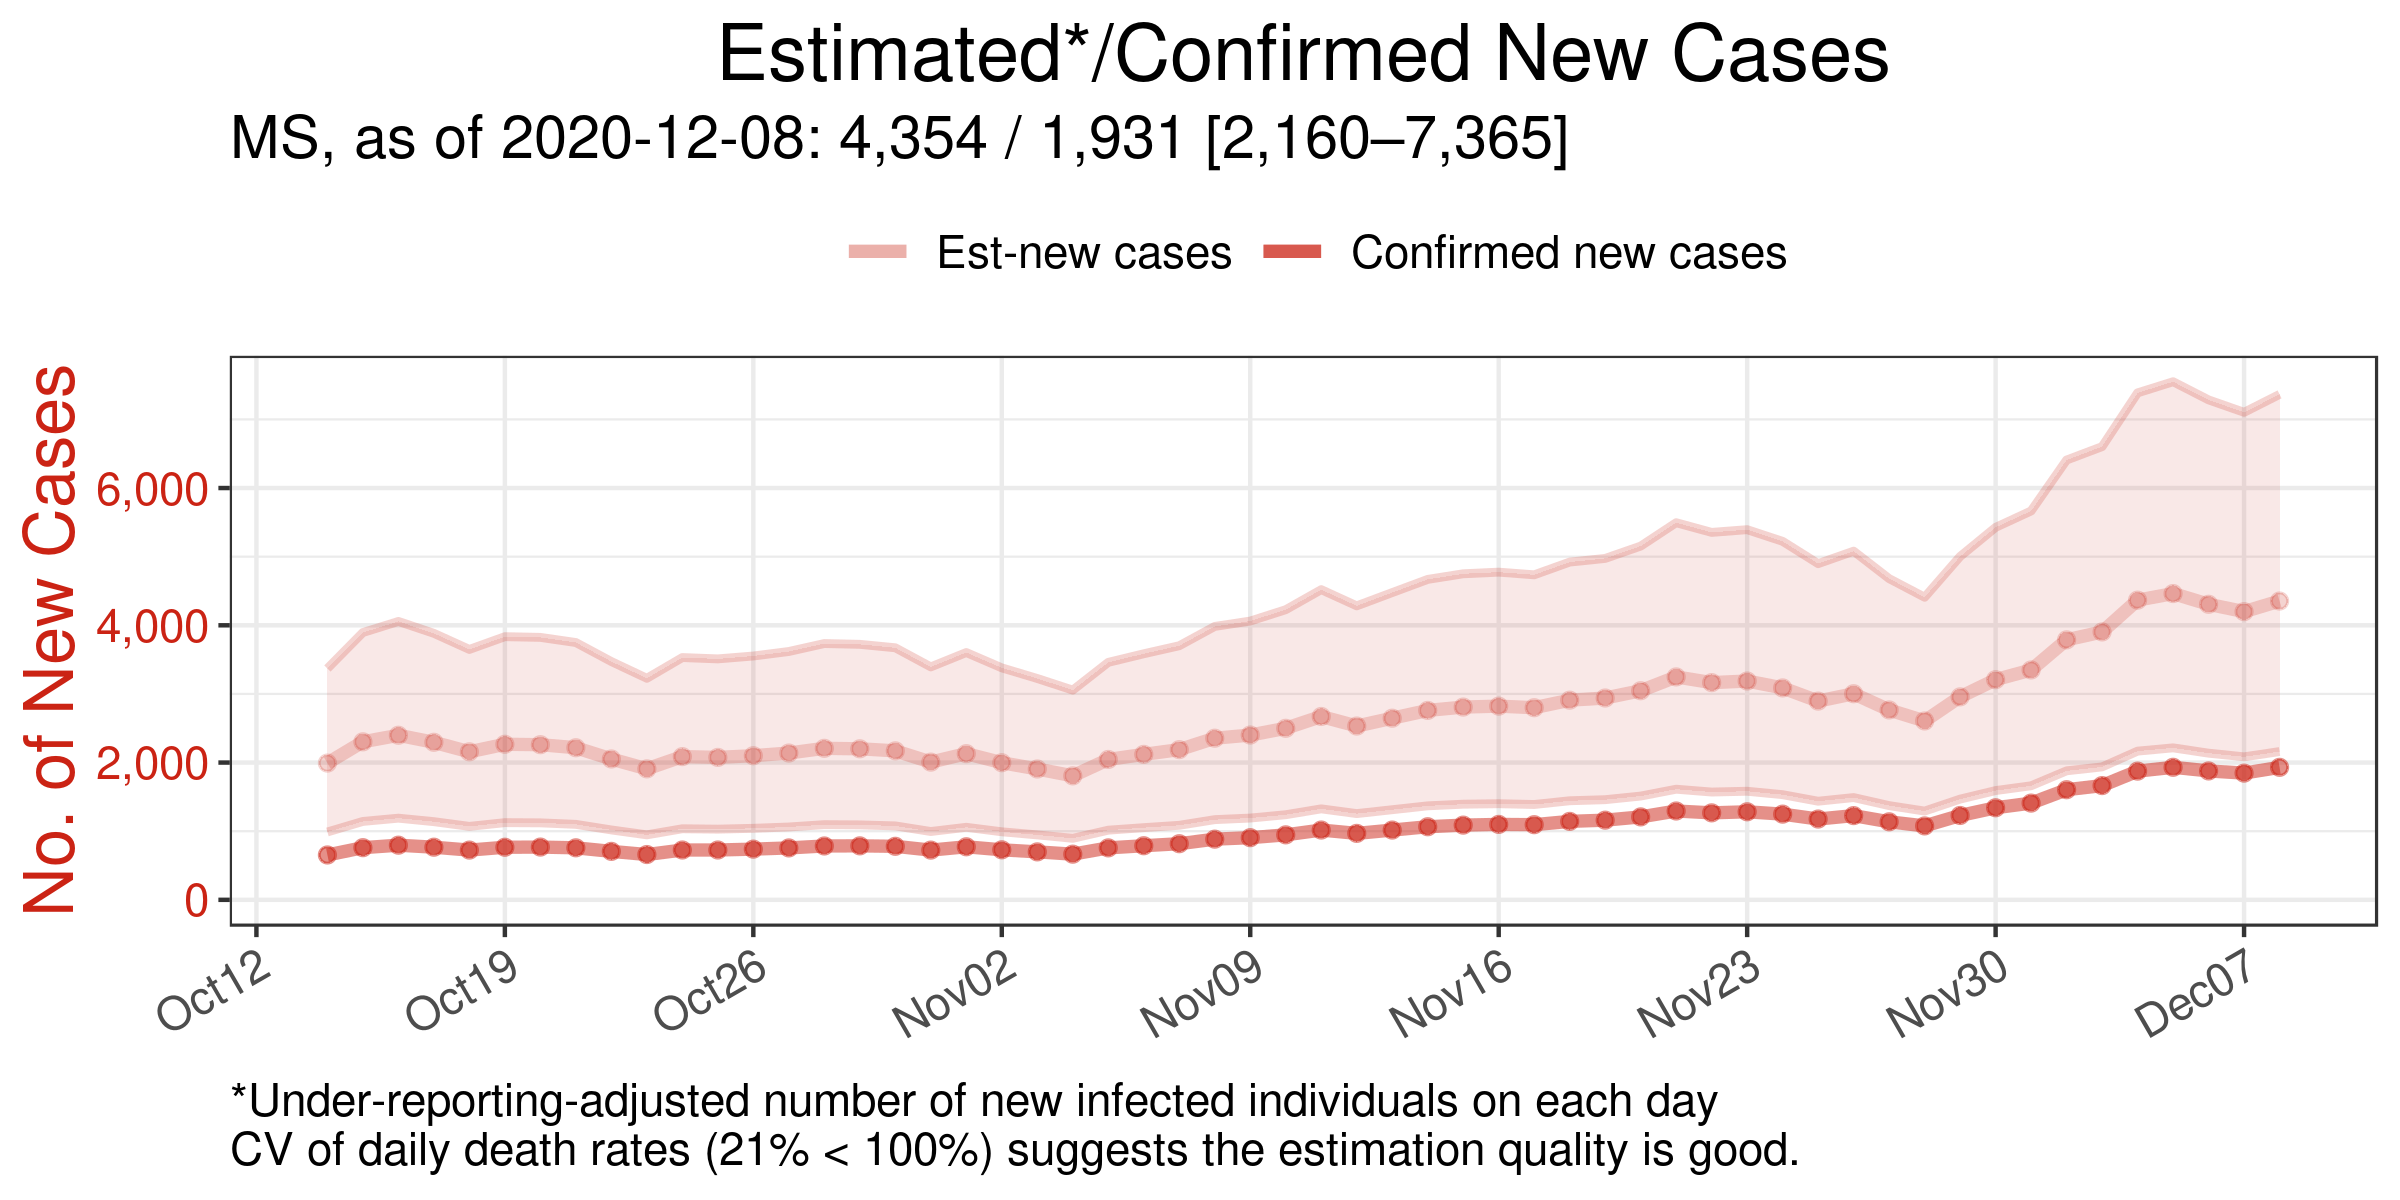 Estimated*/Confirmed New Cases
MS, as of 2020-12-08: 4,354 / 1,931 [2,160–7,365]
Est-new cases
Confirmed new cases
No. of New Cases
6,000
4,000
2,000
0
Oct12
Oct19
Oct26
Nov02
Nov09
Nov16
Nov23
Nov30
Dec07
*Under-reporting-adjusted number of new infected individuals on each day
CV of daily death rates (21% < 100%) suggests the estimation quality is good.